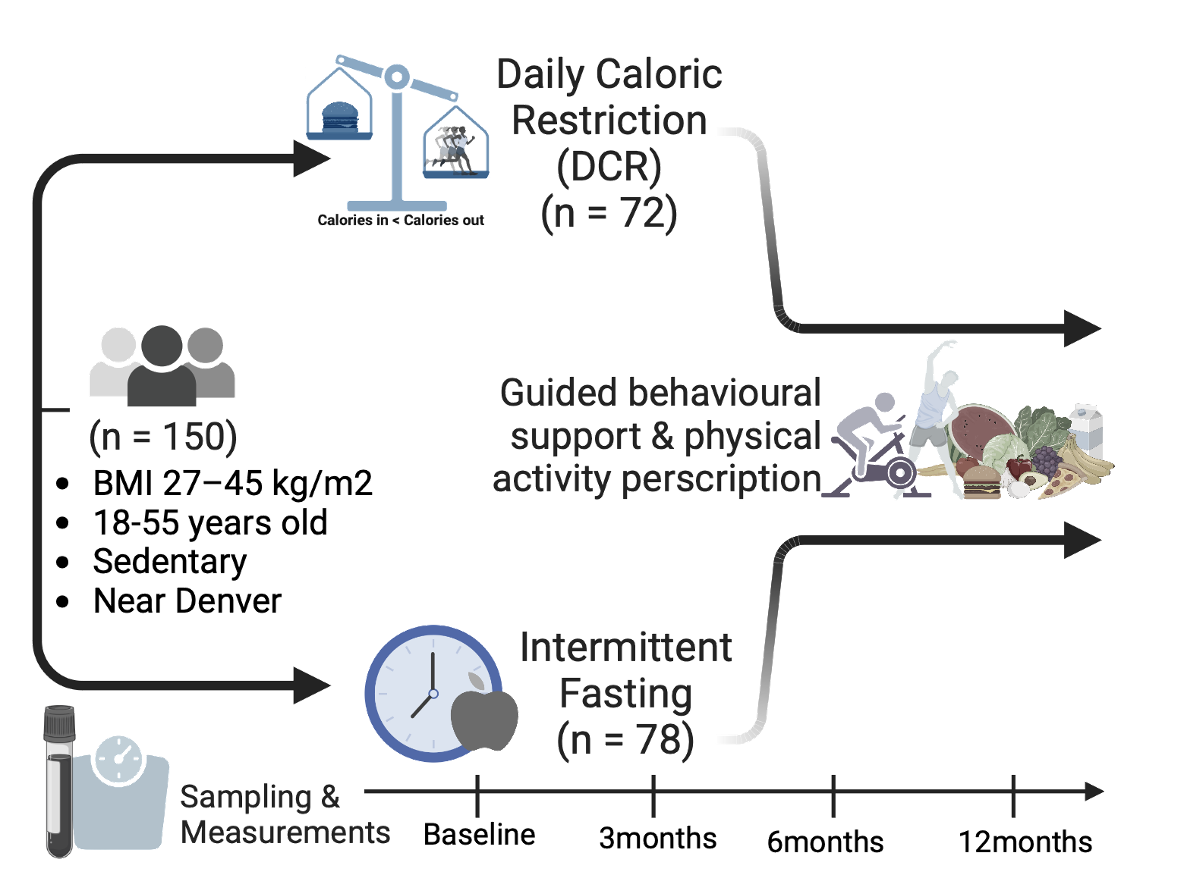 Daily Caloric
Restriction
(DCR)
(n = 72)
Calories in < Calories out
(n = 150)
• BMI 27–45 kg/m2
• 18-55 years old
• Sedentary
• Near Denver
Guided behavioural
support & physical
activity perscription
Intermittent
Fasting
(n = 78)
Sampling &
Measurements
Baseline
3months
6months
12months